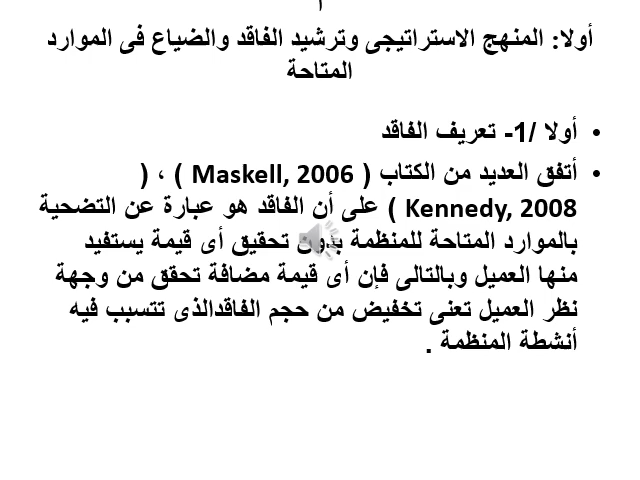 أ
أولا: المنهج الاستراتيجى وترشيد الفاقد والضياع فى الموارد
المتاحة
• أولا /1- تعريف الفاقد
• أتفق العديد من الكتاب ( Maskell, 2006 ) ، (
Kennedy, 2008 ) على أن الفاقد هو عبارة عن التضحية
بالموارد المتاحة للمنظمة بدون تحقيق أى قيمة يستفيد
منها العميل وبالتالى فإن أى قيمة مضافة تحقق من وجهة
نظر العميل تعنى تخفيض من حجم الفاقدالذى تتسبب فيه
أنشطة المنظمة .